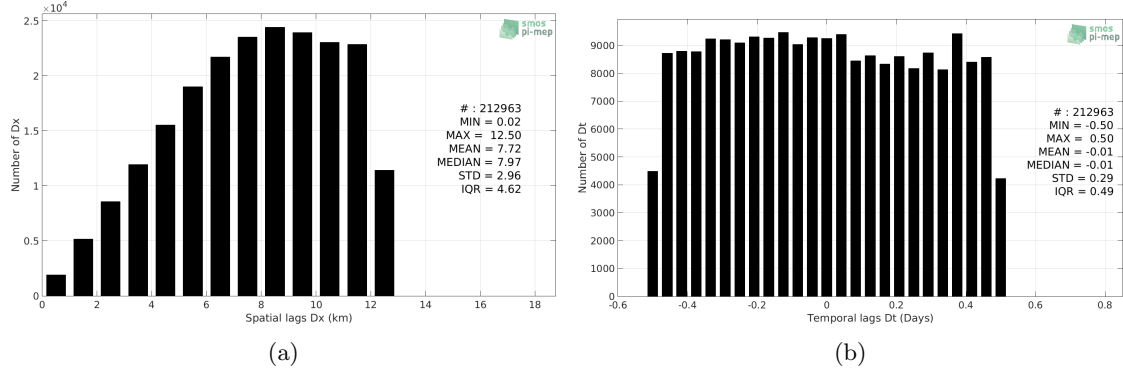 ×10⁴
2.5
2
1.5
1
0.5
0
0 2 4 6 8 10 12 14 16 18
Number of Dx
Spatial lags Dx (km)
smos
pi-mep
# : 212963
MIN = 0.02
MAX = 12.50
MEAN = 7.72
MEDIAN = 7.97
STD = 2.96
IQR = 4.62
(a)
9000
8000
7000
6000
5000
4000
3000
2000
1000
0
-0.6 -0.4 -0.2 0 0.2 0.4 0.6 0.8
Number of Dt
Temporal lags Dt (Days)
smos
pi-mep
# : 212963
MIN = -0.50
MAX = 0.50
MEAN = -0.01
MEDIAN = -0.01
STD = 0.29
IQR = 0.49
(b)